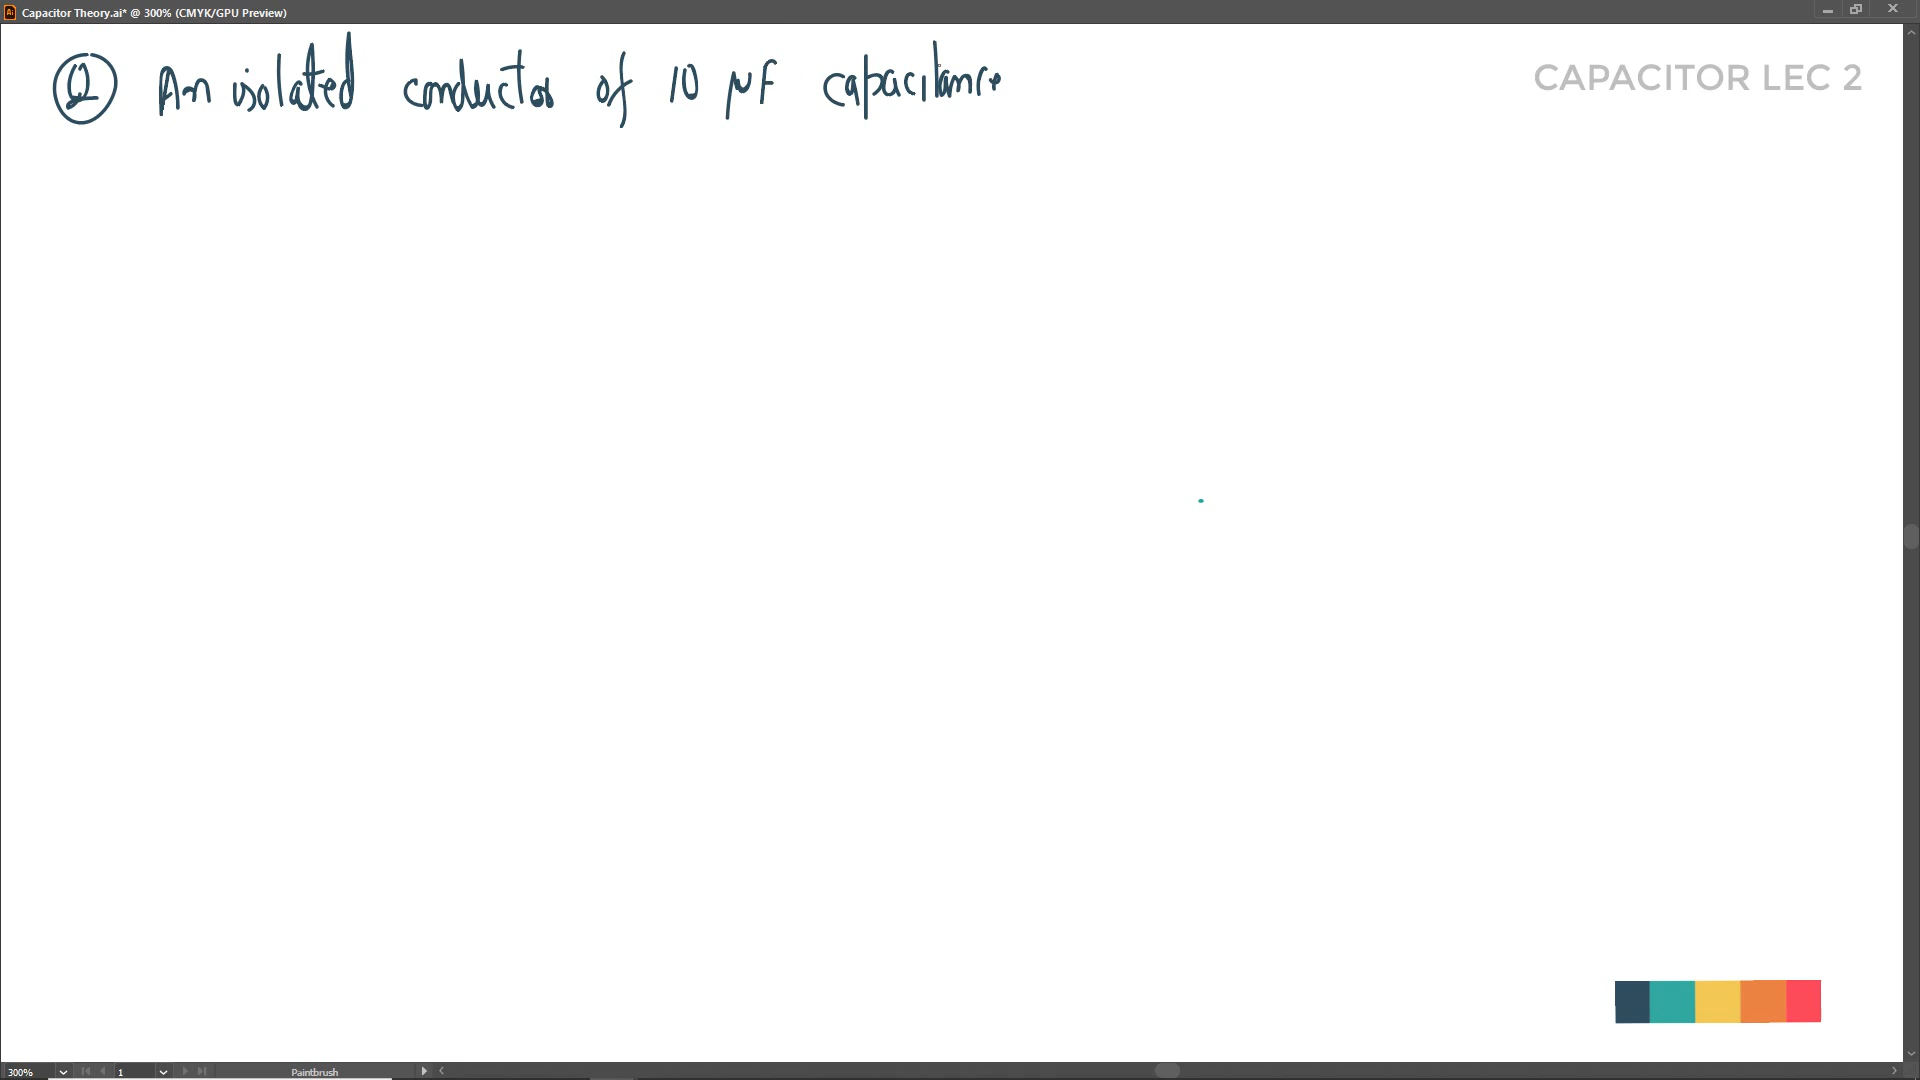 Capacitor Theory.ai* @ 300% (CMYK/GPU Preview)
Q An isolated conductor of 10 μF capacitance
CAPACITOR LEC 2
300% 1 Paintbrush